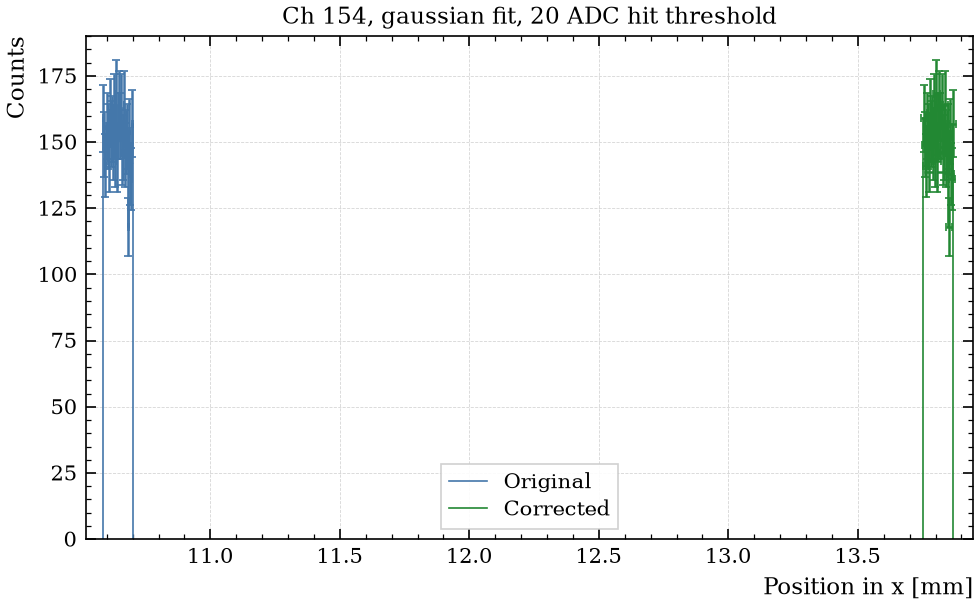 Ch 154, gaussian fit, 20 ADC hit threshold
Counts
175
150
125
100
75
50
25
0
Original
Corrected
11.0
11.5
12.0
12.5
13.0
13.5
Position in x [mm]